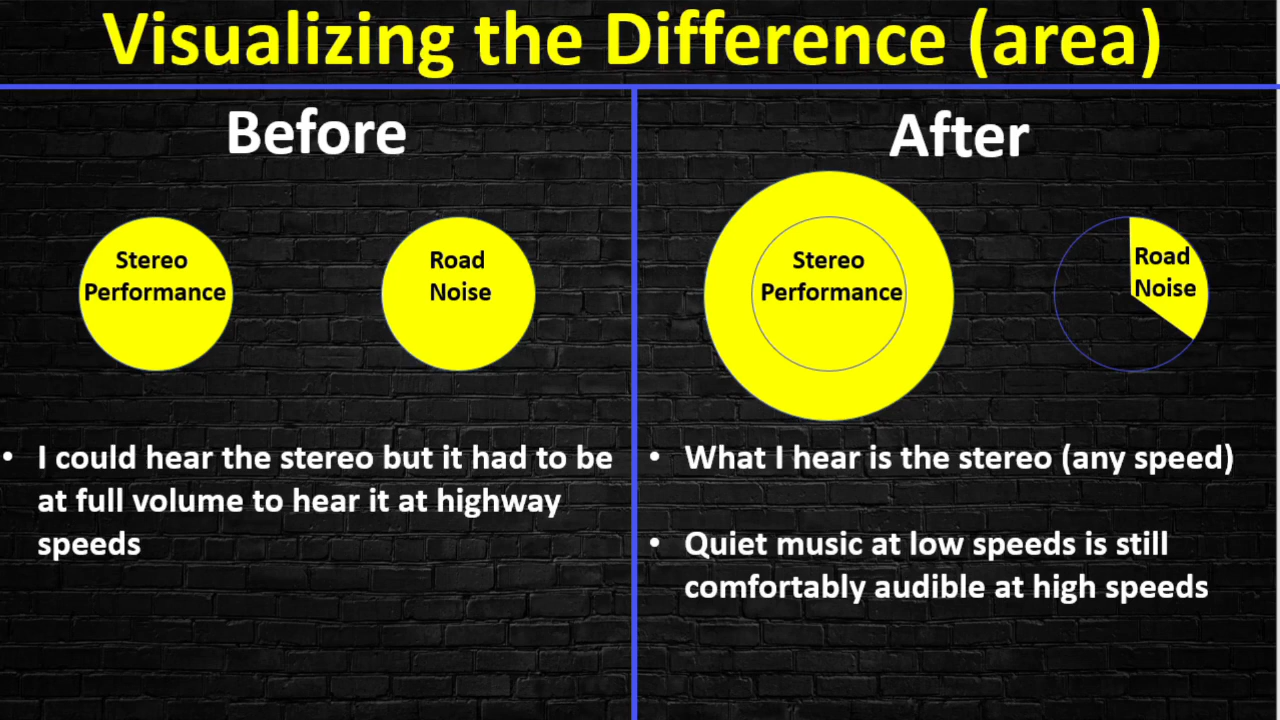 Visualizing the Difference (area)
Before
Stereo
Performance
Road
Noise
• I could hear the stereo but it had to be
at full volume to hear it at highway
speeds
After
Stereo
Performance
Road
Noise
• What I hear is the stereo (any speed)
• Quiet music at low speeds is still
comfortably audible at high speeds